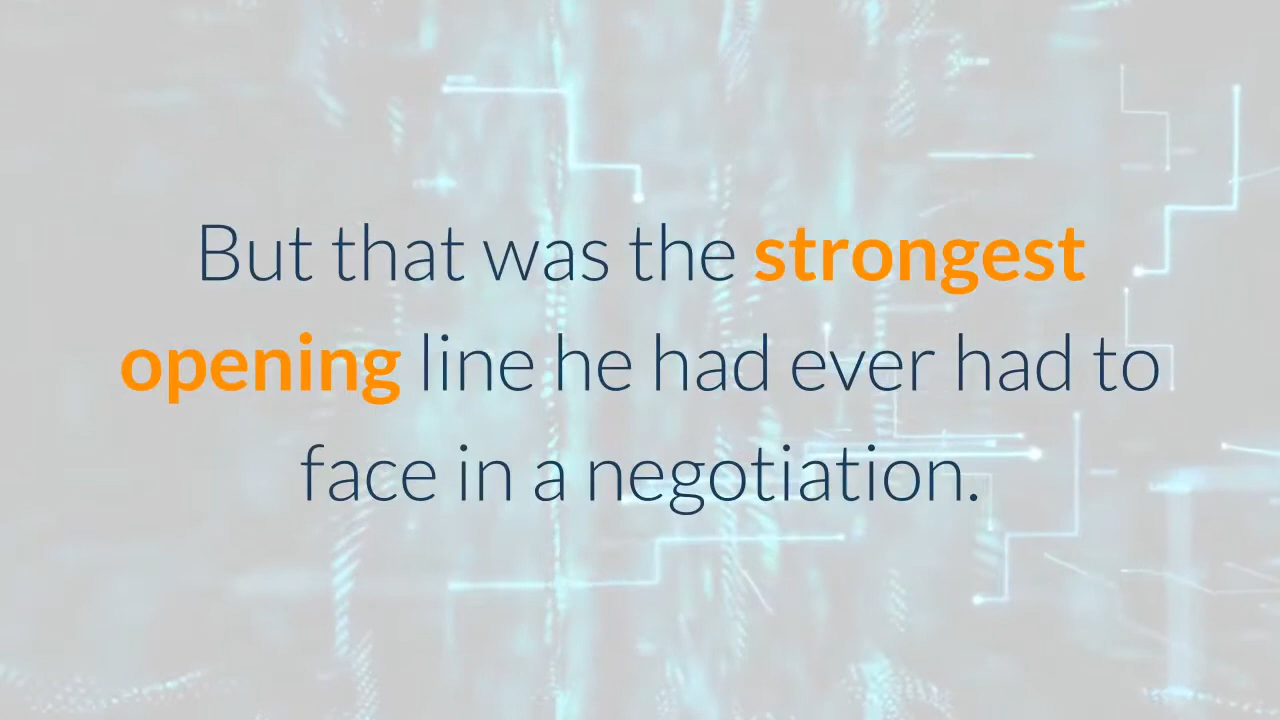 But that was the strongest
opening line he had ever had to
face in a negotiation.